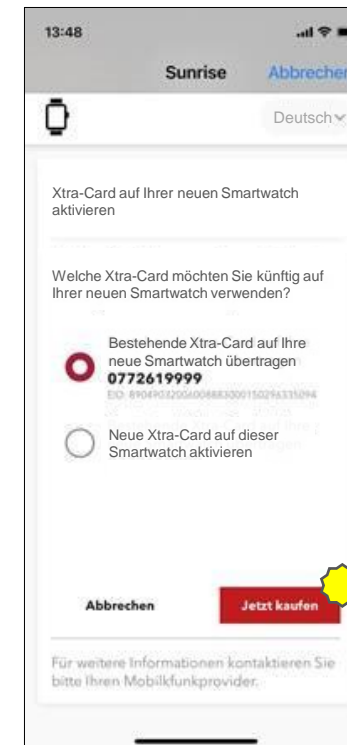 13:48
Sunrise Abbrechen
Deutsch
Xtra-Card auf Ihrer neuen Smartwatch
aktivieren
Welche Xtra-Card möchten Sie künftig auf
Ihrer neuen Smartwatch verwenden?
Bestehende Xtra-Card auf Ihre
neue Smartwatch übertragen
0772619999
Neue Xtra-Card auf dieser
Smartwatch aktivieren
Abbrechen Jetzt kaufen
Für weitere Informationen kontaktieren Sie
bitte Ihren Mobilkfunkprovider.